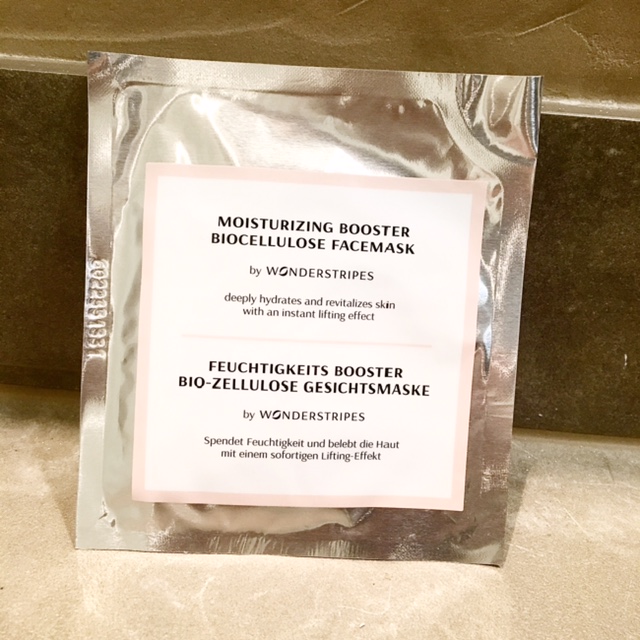 MOISTURIZING BOOSTER
BIOCELLULOSE FACEMASK
by WONDERSTRIPES
deeply hydrates and revitalizes skin
with an instant lifting effect
FEUCHTIGKEITS BOOSTER
BIO-ZELLULOSE GESICHTSMASKE
by WONDERSTRIPES
Spendet Feuchtigkeit und belebt die Haut
mit einem sofortigen Lifting-Effekt